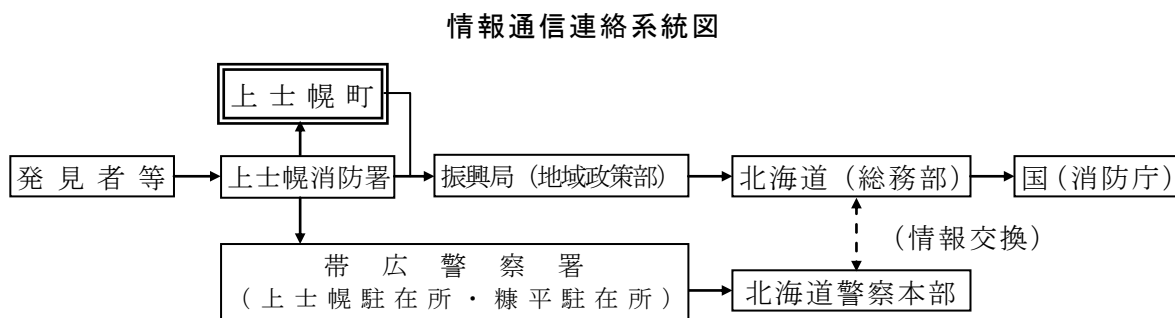 情報通信連絡系統図
上士幌町
発見者等
上士幌消防署
振興局(地域政策部)
北海道(総務部)
国(消防庁)
(情報交換)
帯広警察署
(上士幌駐在所・糠平駐在所)
北海道警察本部